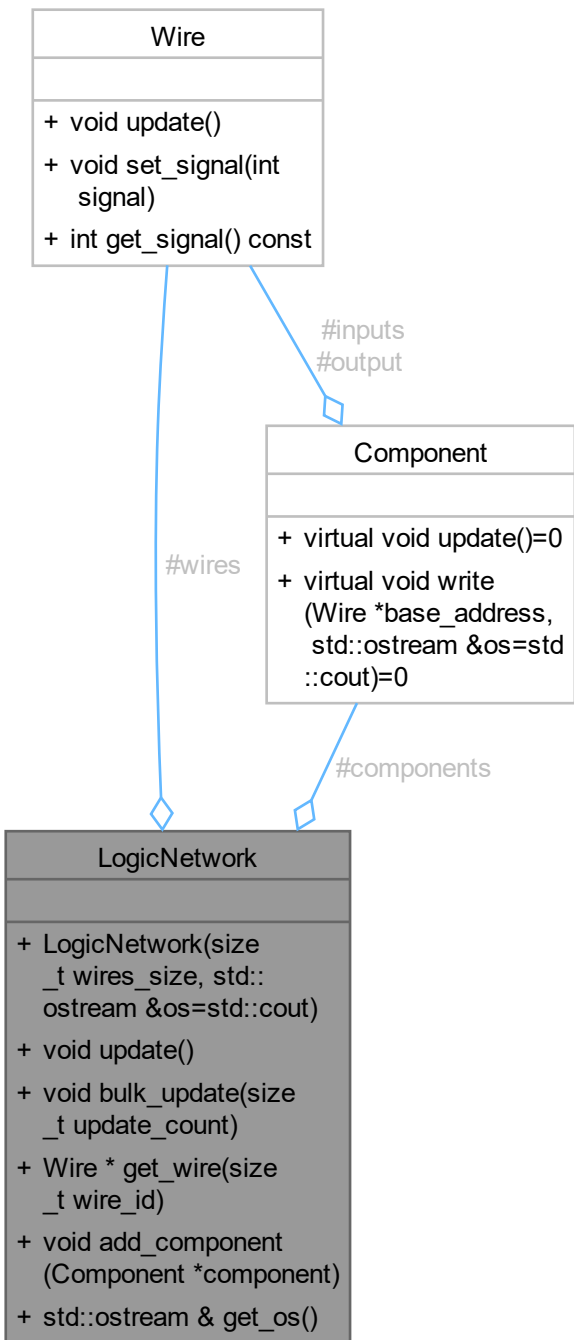 Wire
+ void update()
+ void set_signal(int
signal)
+ int get_signal() const
#inputs
#output
Component
+ virtual void update()=0
+ virtual void write
(Wire *base_address,
std::ostream &os=std
::cout)=0
#wires
#components
LogicNetwork
+ LogicNetwork(size
_t wires_size, std::
ostream &os=std::cout)
+ void update()
+ void bulk_update(size
_t update_count)
+ Wire * get_wire(size
_t wire_id)
+ void add_component
(Component *component)
+ std::ostream & get_os()